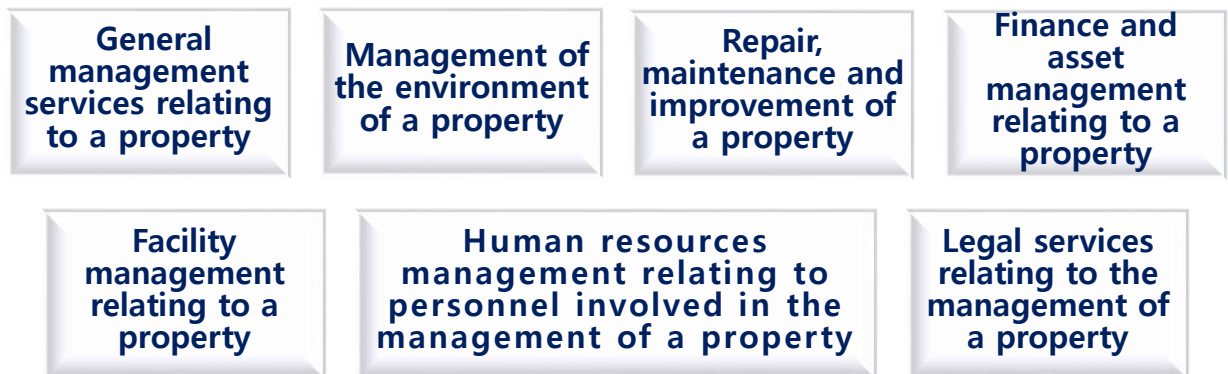 General
management
services relating
to a property
Management of
the environment
of a property
Repair,
maintenance and
improvement of
a property
Finance and
asset
management
relating to a
property
Facility
management
relating to a
property
Human resources
management relating to
personnel involved in the
management of a property
Legal services
relating to the
management of
a property